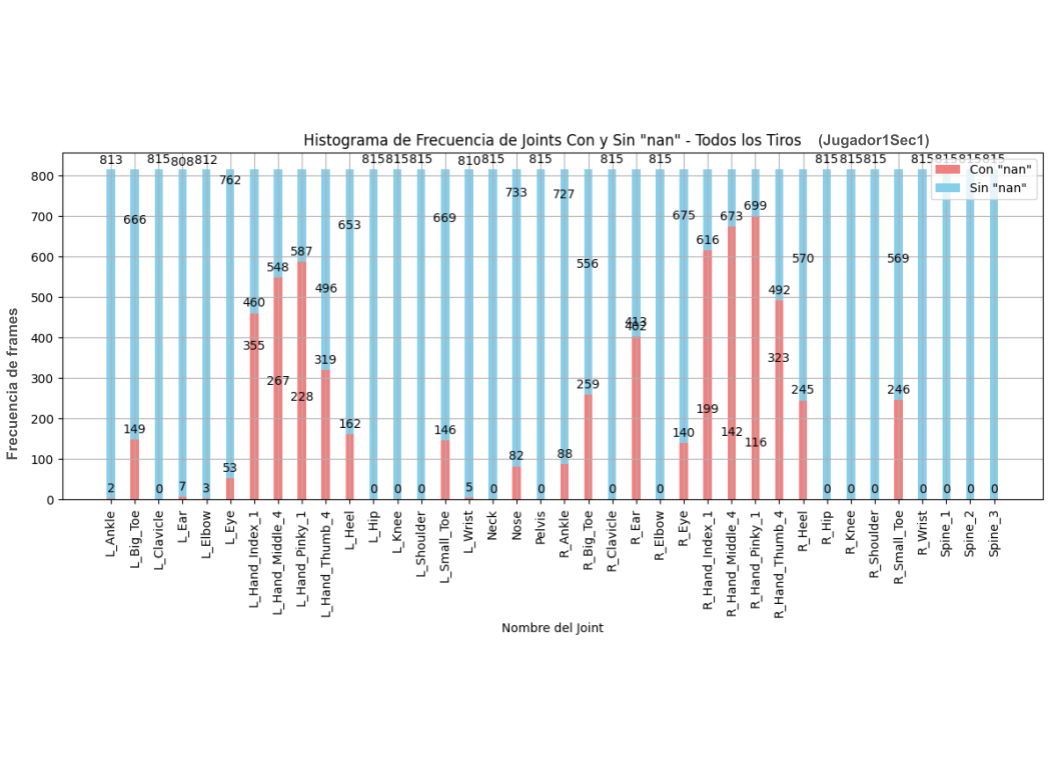 Histograma de Frecuencia de Joints Con y Sin "nan" - Todos los Tiros (Jugador1Sec1)
Con "nan"
Sin "nan"
813 815 808 812 815 815 815 810 815 815 815 815 815 815 815 815 815 815 815
762
666
653
669
733
727
675
673
699
616
556
570
569
587
548
496
460
492
413
402
355
319
323
267
228
259
245
246
199
149
162
146
140
142
116
82
88
53
2 0 7 3 0 0 0 5 0 0 0 0 0 0 0 0 0 0 0
Frecuencia de frames
800
700
600
500
400
300
200
100
0
L_Ankle
L_Big_Toe
L_Clavicle
L_Ear
L_Elbow
L_Eye
L_Hand_Index_1
L_Hand_Middle_4
L_Hand_Pinky_1
L_Hand_Thumb_4
L_Heel
L_Hip
L_Knee
L_Shoulder
L_Small_Toe
L_Wrist
Neck
Nose
Pelvis
R_Ankle
R_Big_Toe
R_Clavicle
R_Ear
R_Elbow
R_Eye
R_Hand_Index_1
R_Hand_Middle_4
R_Hand_Pinky_1
R_Hand_Thumb_4
R_Heel
R_Hip
R_Knee
R_Shoulder
R_Small_Toe
R_Wrist
Spine_1
Spine_2
Spine_3
Nombre del Joint